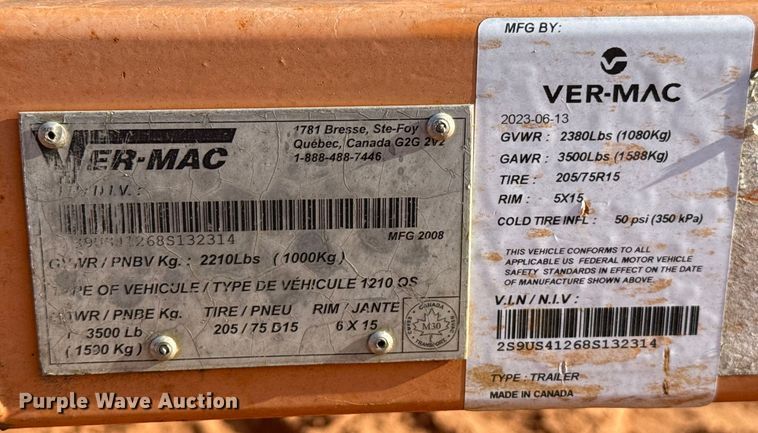 VER-MAC
1781 Bresse, Ste-Foy
Québec, Canada G2G 2V2
1-888-488-7446
N.I.V. :
S9US41268S132314
MFG 2008
GVWR / PNBV Kg. : 2210Lbs (1000Kg)
TYPE OF VEHICULE / TYPE DE VÉHICULE 1210 QS
GAWR / PNBE Kg. TIRE / PNEU RIM / JANTE
3500 Lb 205 / 75 D15 6 X 15
(1590 Kg)
CANADA
M30
MFG BY:
VER-MAC
2023-06-13
GVWR : 2380Lbs (1080Kg)
GAWR : 3500Lbs (1588Kg)
TIRE : 205/75R15
RIM : 5X15
COLD TIRE INFL : 50 psi (350 kPa)
THIS VEHICLE CONFORMS TO ALL
APPLICABLE US FEDERAL MOTOR VEHICLE
SAFETY STANDARDS IN EFFECT ON THE DATE
OF MANUFACTURE SHOWN ABOVE.
V.I.N / N.I.V :
2S9US41268S132314
TYPE : TRAILER
MADE IN CANADA
Purple Wave Auction